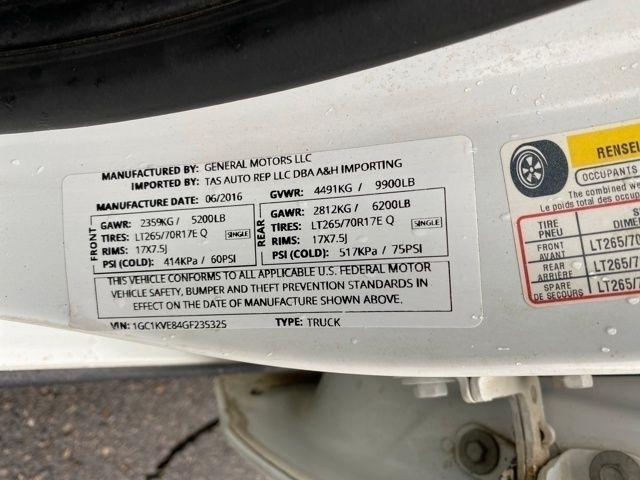 MANUFACTURED BY: GENERAL MOTORS LLC
IMPORTED BY: TAS AUTO REP LLC DBA A&H IMPORTING
MANUFACTURE DATE: 06/2016 GVWR: 4491KG / 9900LB
FRONT
GAWR: 2359KG / 5200LB
TIRES: LT265/70R17E Q SINGLE
RIMS: 17X7.5J
PSI (COLD): 414KPa / 60PSI
REAR
GAWR: 2812KG / 6200LB
TIRES: LT265/70R17E Q SINGLE
RIMS: 17X7.5J
PSI (COLD): 517KPa / 75PSI
THIS VEHICLE CONFORMS TO ALL APPLICABLE U.S. FEDERAL MOTOR
VEHICLE SAFETY, BUMPER AND THEFT PREVENTION STANDARDS IN
EFFECT ON THE DATE OF MANUFACTURE SHOWN ABOVE.
VIN: 1GC1KVE84GF235325 TYPE: TRUCK
RENSEI
OCCUPANTS
The combined w
Le poids total des occ
TIRE DIME
PNEU
FRONT LT265/70
AVANT
REAR LT265/7
ARRIÈRE
SPARE LT265/
DE SECOURS